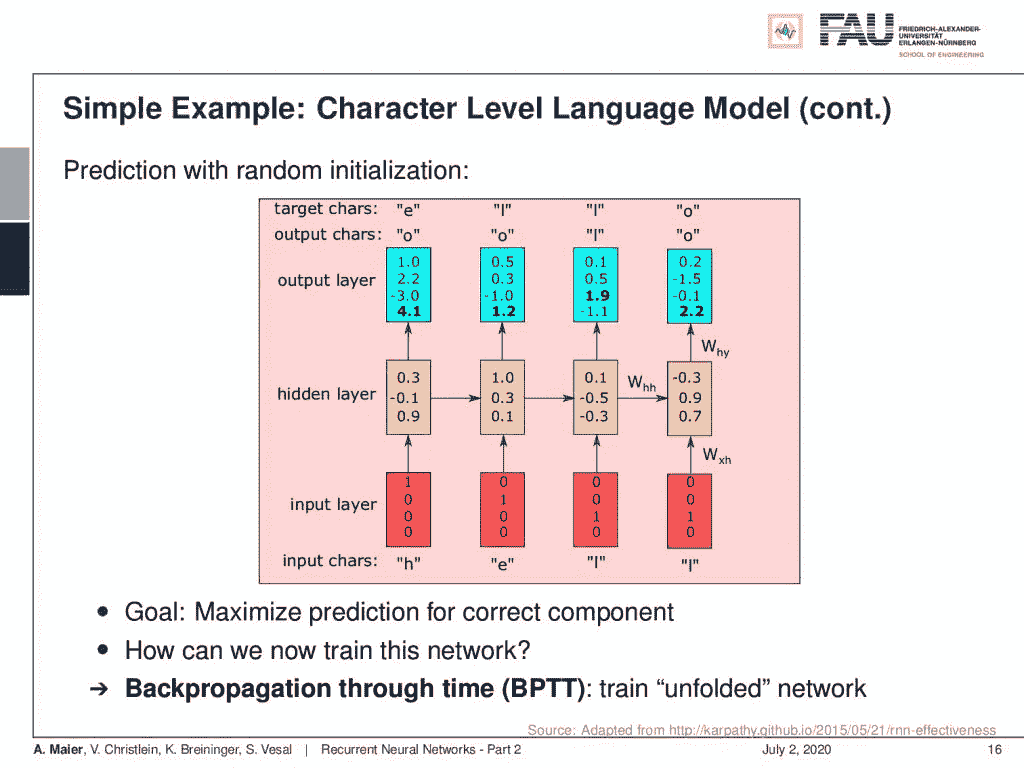 FAU
FRIEDRICH-ALEXANDER-
UNIVERSITÄT
ERLANGEN-NÜRNBERG
SCHOOL OF ENGINEERING
Simple Example: Character Level Language Model (cont.)
Prediction with random initialization:
target chars: "e" "l" "l" "o"
output chars: "o" "o" "l" "o"
output layer
1.0 0.5 0.1 0.2
2.2 0.3 0.5 -1.5
-3.0 -1.0 1.9 -0.1
4.1 1.2 -1.1 2.2
Why
hidden layer
0.3 1.0 0.1 -0.3
-0.1 0.3 -0.5 0.9
0.9 0.1 -0.3 0.7
Whh
Wxh
input layer
1 0 0 0
0 1 0 0
0 0 1 1
0 0 0 0
input chars: "h" "e" "l" "l"
• Goal: Maximize prediction for correct component
• How can we now train this network?
➔ Backpropagation through time (BPTT): train “unfolded” network
Source: Adapted from http://karpathy.github.io/2015/05/21/rnn-effectiveness
A. Maier, V. Christlein, K. Breininger, S. Vesal | Recurrent Neural Networks - Part 2 July 2, 2020 16